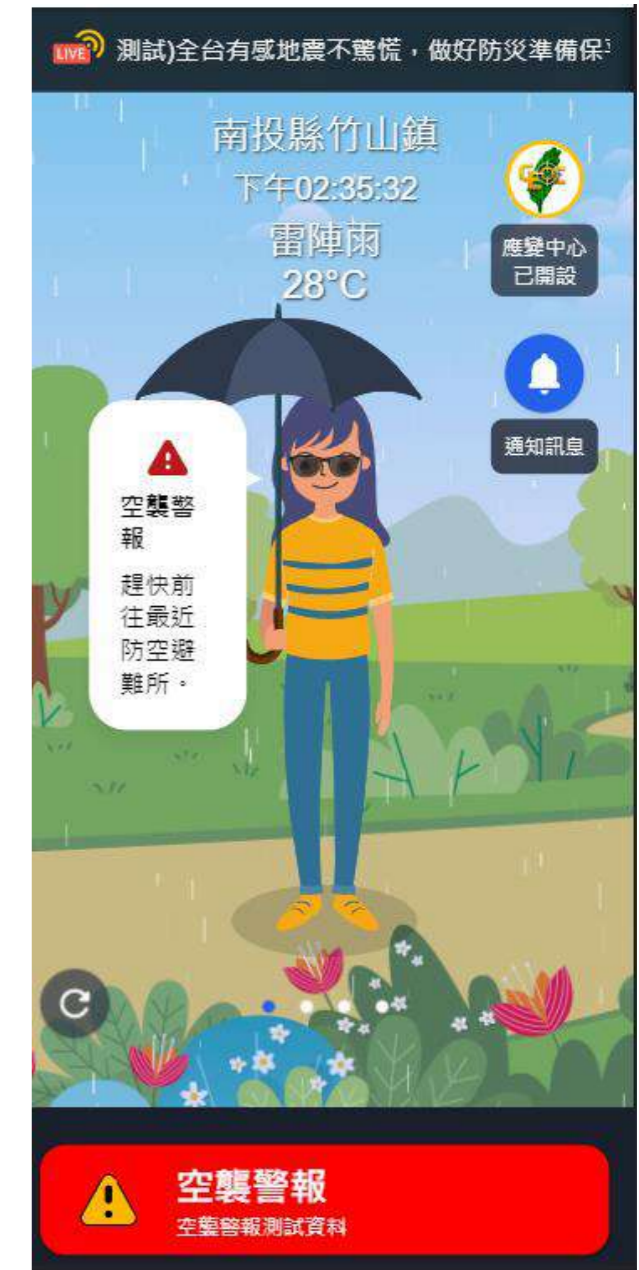 LIVE 測試)全台有感地震不驚慌，做好防災準備保
南投縣竹山鎮
下午02:35:32
雷陣雨
28°C
應變中心
已開設
通知訊息
空襲警
報
趕快前
往最近
防空避
難所。
空襲警報
空襲警報測試資料